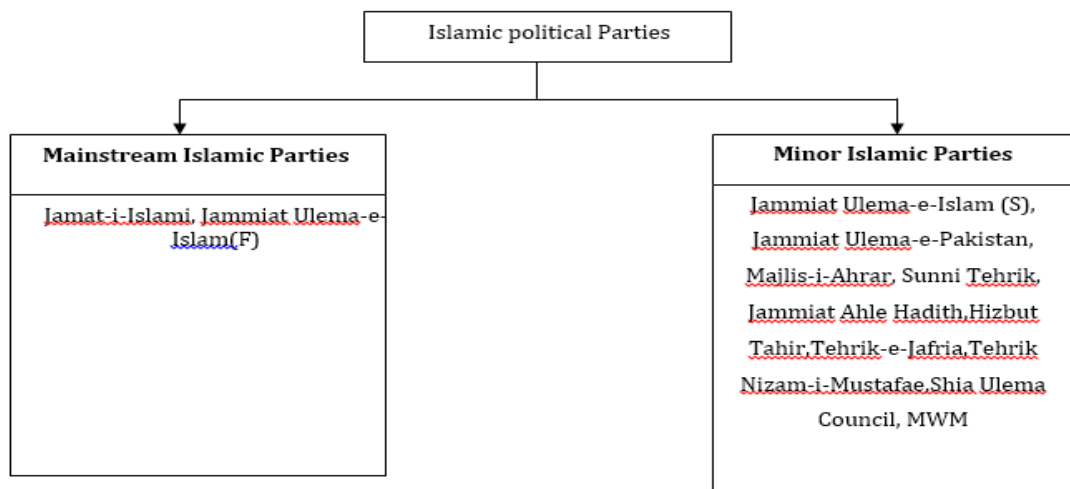 Islamic political Parties
Mainstream Islamic Parties
Jamat-i-Islami, Jammiat Ulema-e-
Islam(F)
Minor Islamic Parties
Jammiat Ulema-e-Islam (S),
Jammiat Ulema-e-Pakistan,
Majlis-i-Ahrar, Sunni Tehrik,
Jammiat Ahle Hadith,Hizbut
Tahir,Tehrik-e-Jafria,Tehrik
Nizam-i-Mustafae,Shia Ulema
Council, MWM